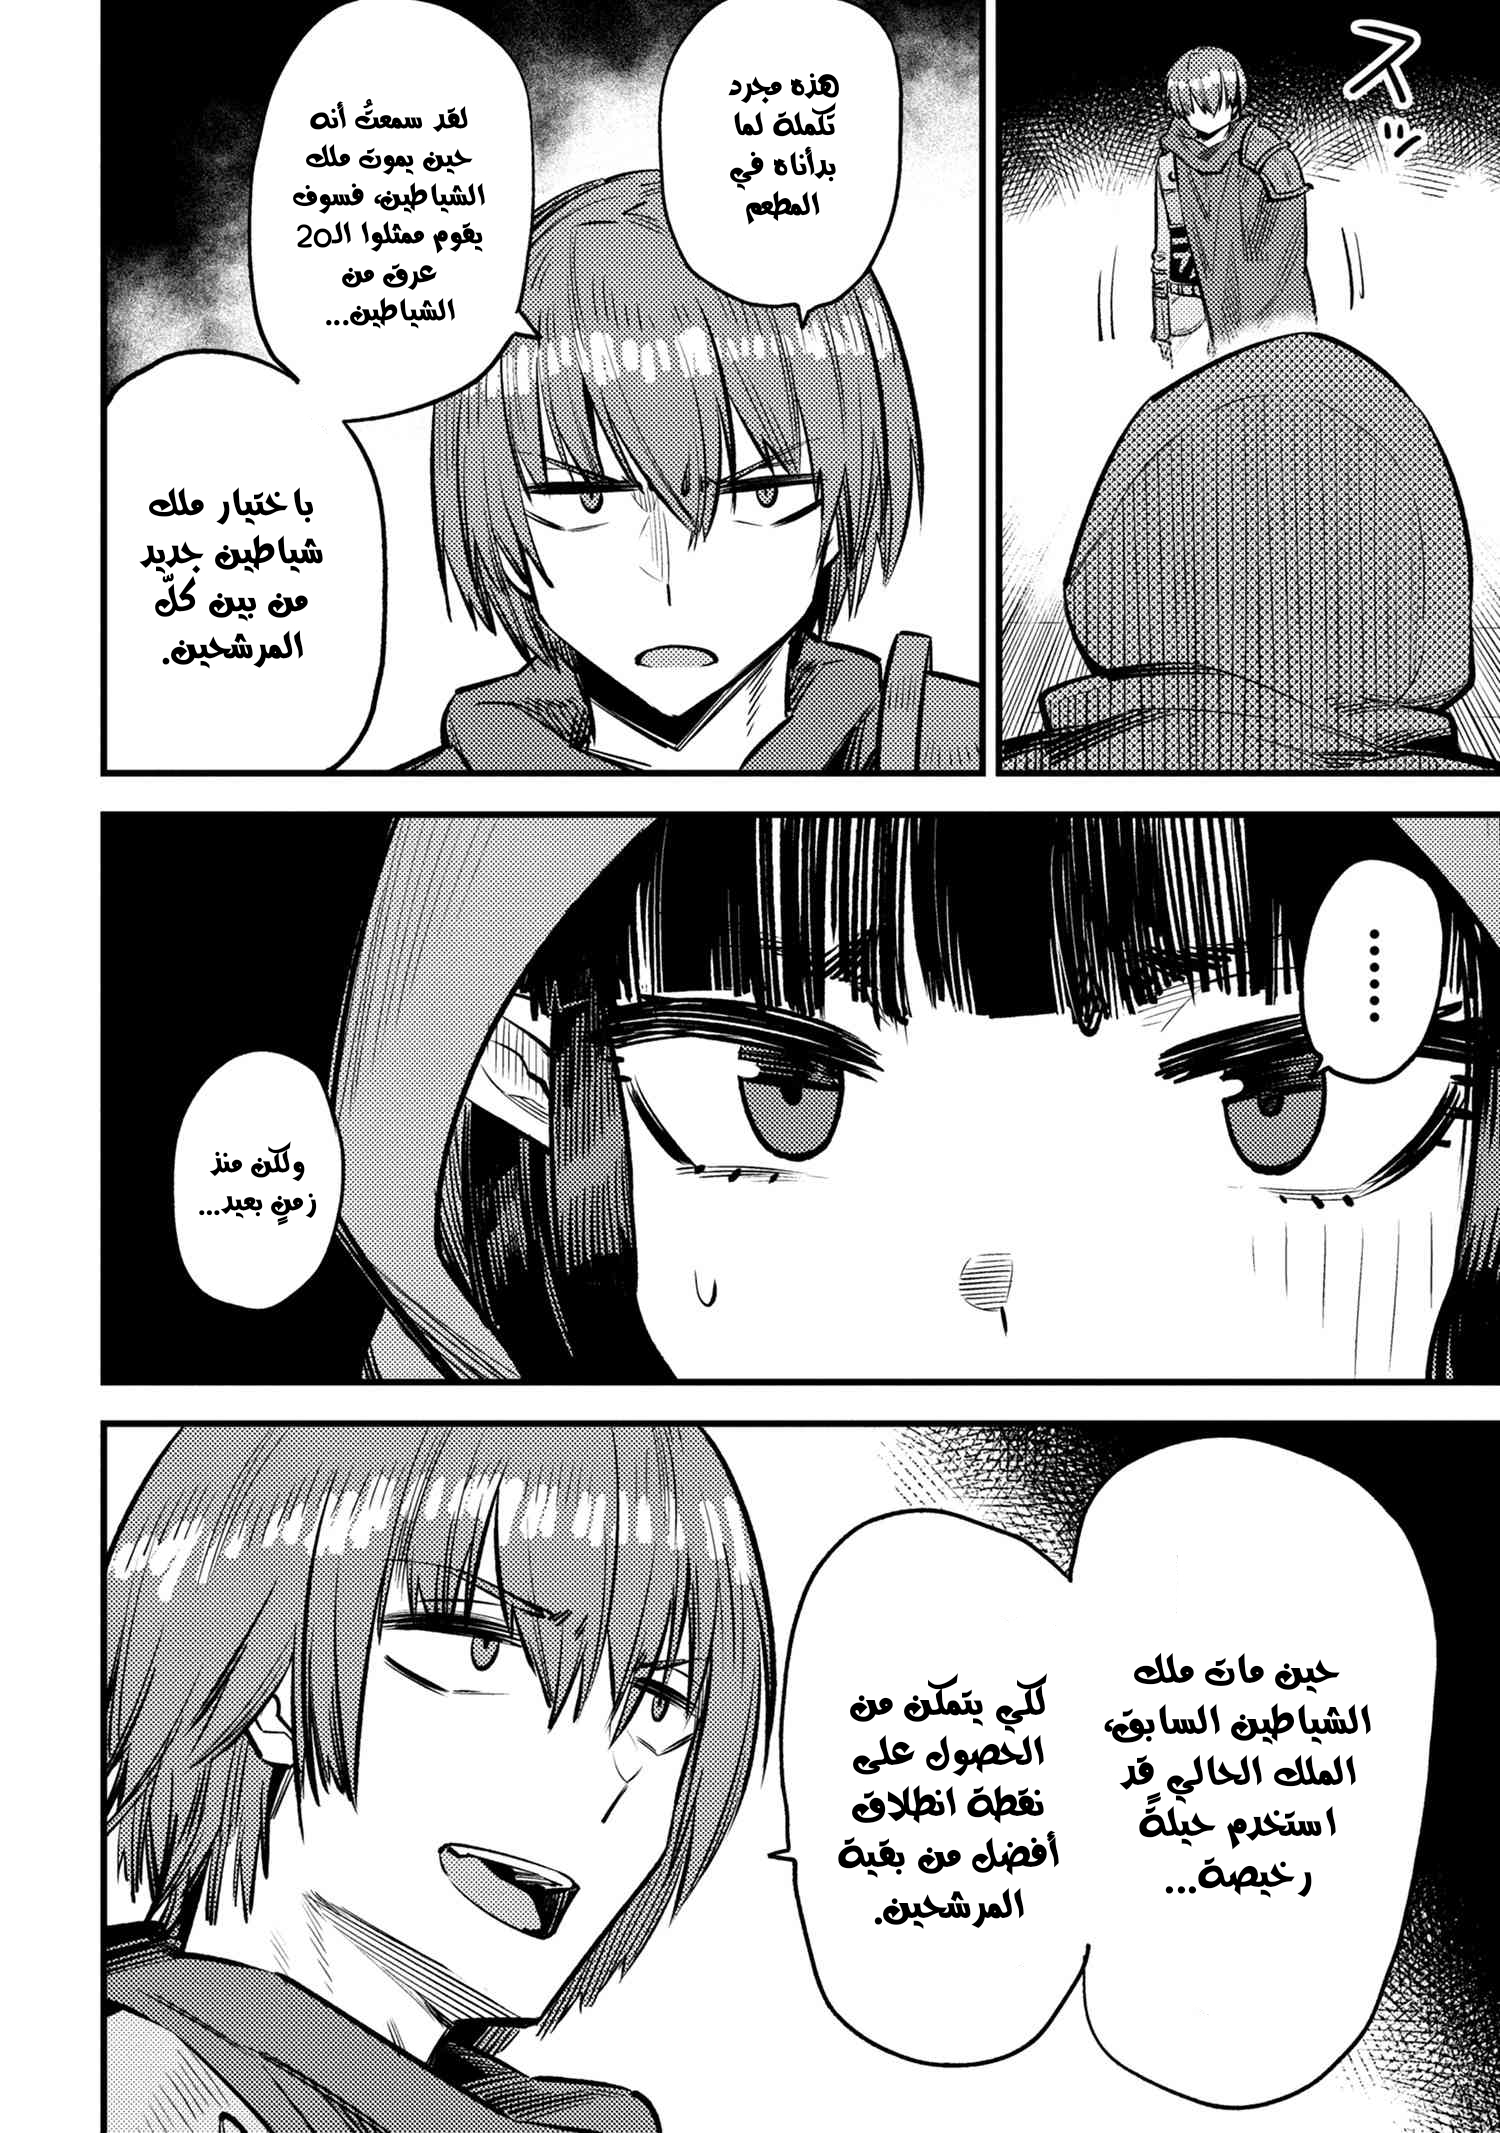 スッ
هذه مجرد
تكملة لما
بدأناه في
المطعم
لقد سمعتُ أنه
حين يموت ملك
الشياطين، فسوف
يقوم ممثلوا الـ20
عرق من
الشياطين...
باختيار ملك
شياطين جديد
من بين كلّ
المرشحين.
......
ولكن منذ
زمنٍ بعيد...
حين مات ملك
الشياطين السابق،
الملك الحالي قد
استخدم حيلةً
رخيصة...
لكي يتمكن من
الحصول على
نقطة انطلاق
أفضل من بقية
المرشحين.